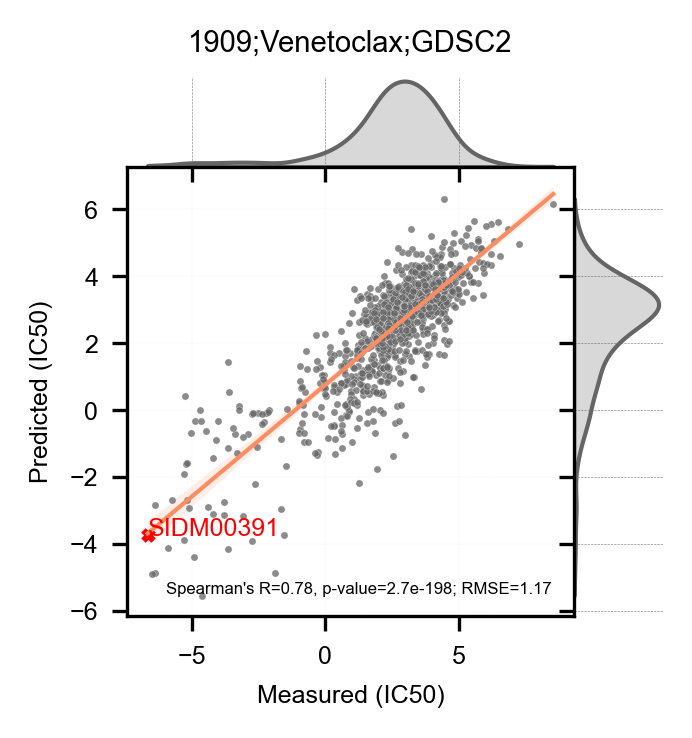 1909;Venetoclax;GDSC2
6
4
2
0
−2
−4
−6
Predicted (IC50)
SIDM00391
Spearman's R=0.78, p-value=2.7e-198; RMSE=1.17
−5
0
5
Measured (IC50)